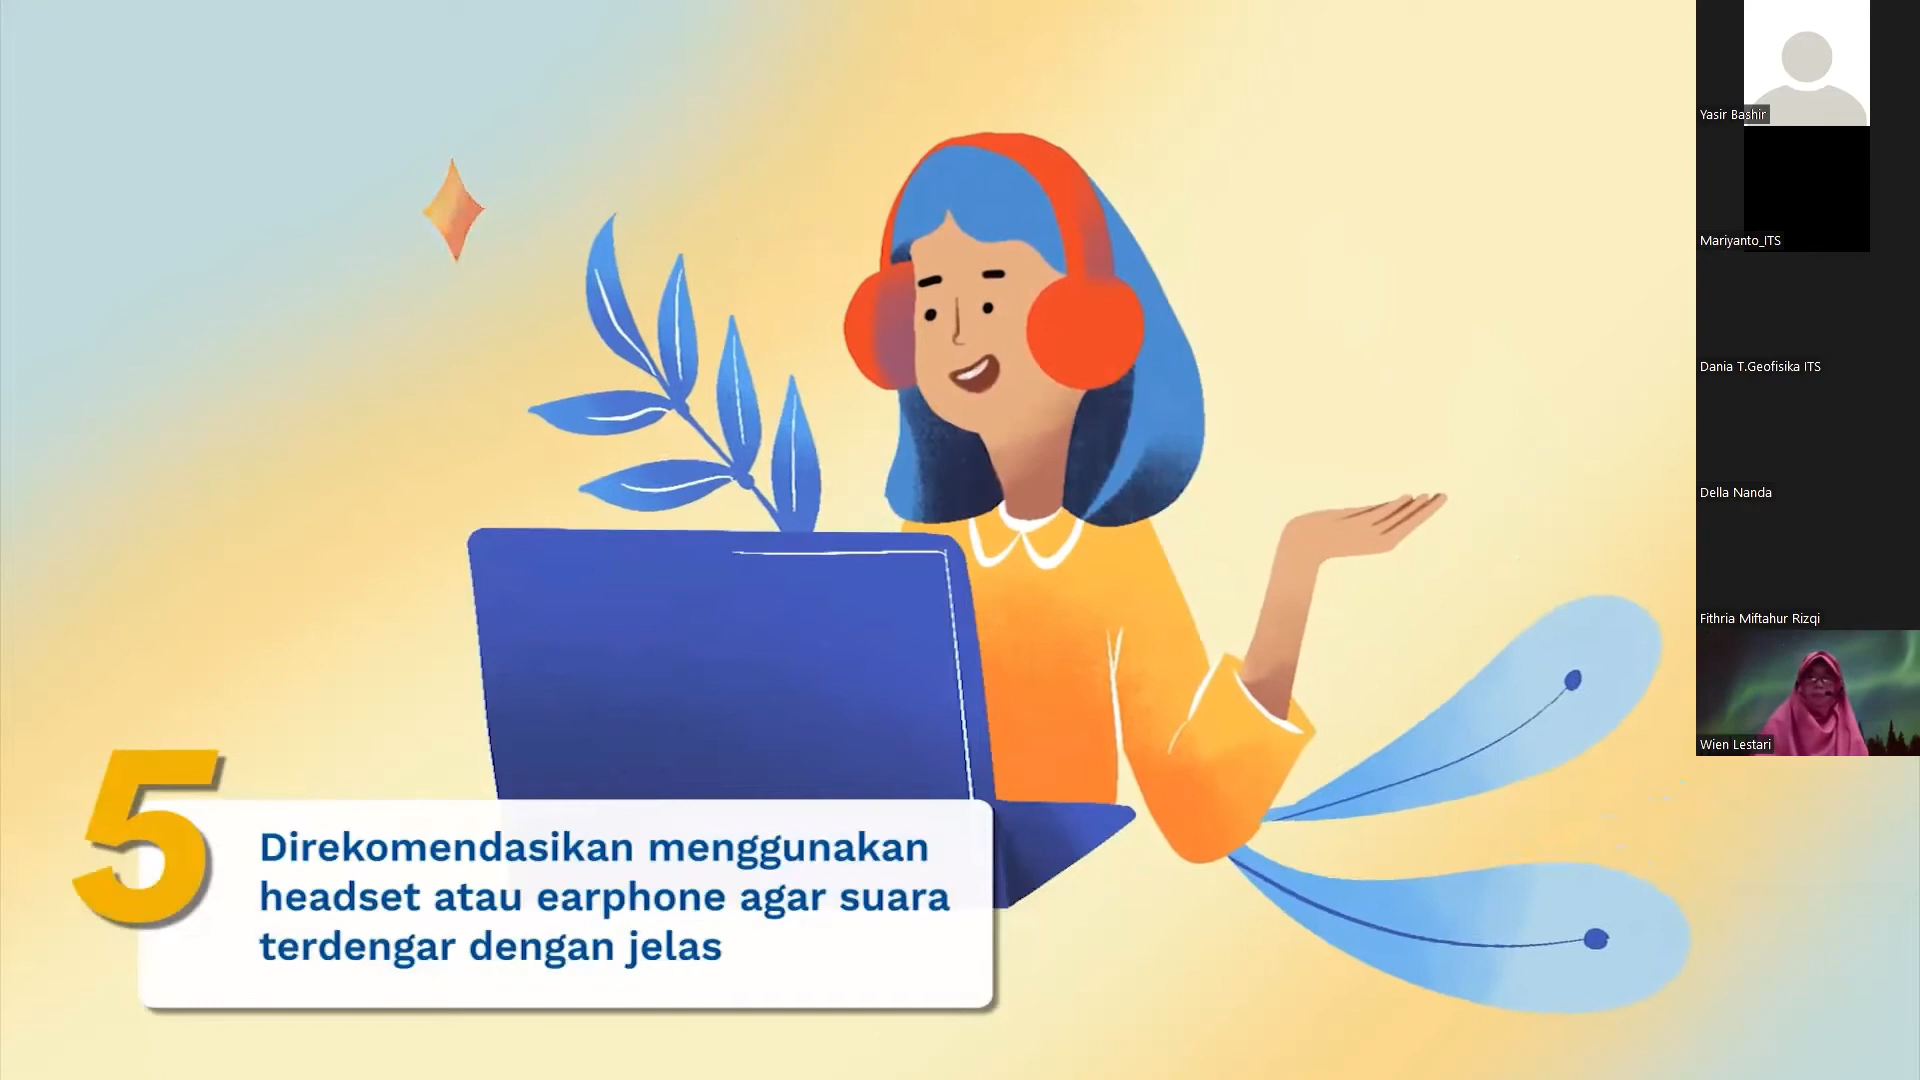 5
Direkomendasikan menggunakan
headset atau earphone agar suara
terdengar dengan jelas
Yasir Bashir
Mariyanto_ITS
Dania T.Geofisika ITS
Della Nanda
Fithria Miftahur Rizqi
Wien Lestari